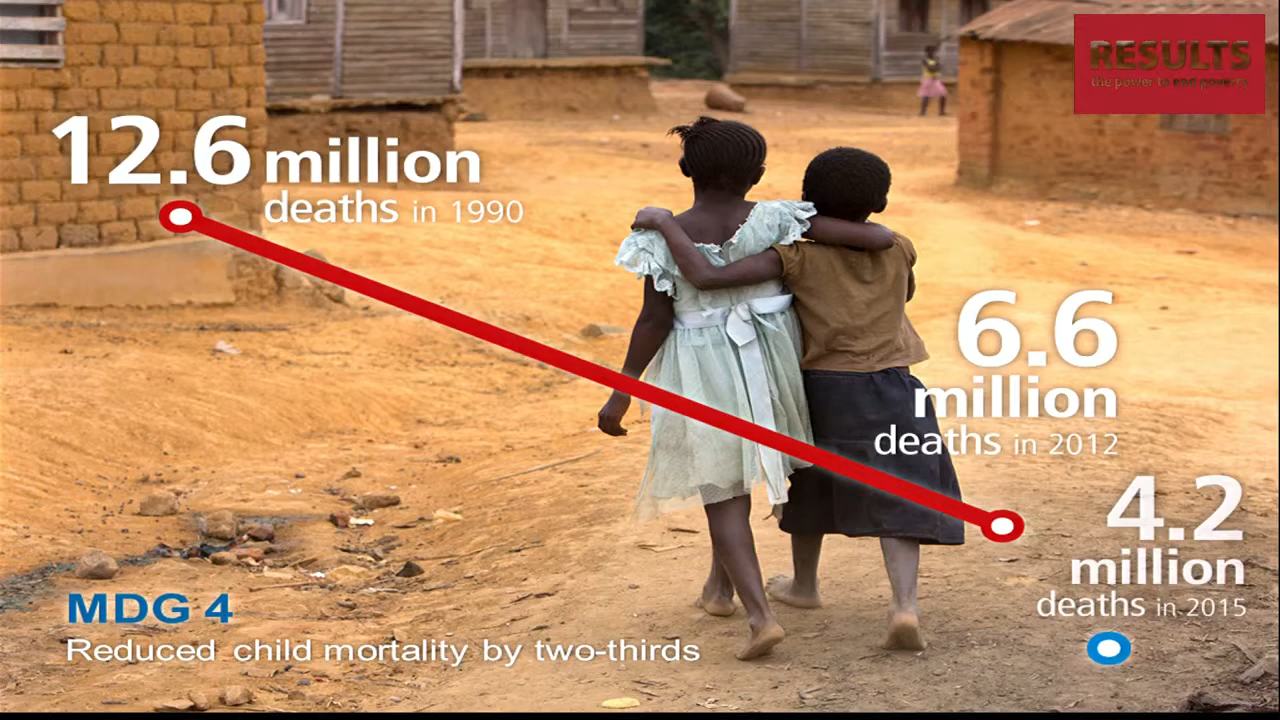 RESULTS
the power to end poverty
12.6 million
deaths in 1990
6.6
million
deaths in 2012
4.2
million
deaths in 2015
MDG 4
Reduced child mortality by two-thirds